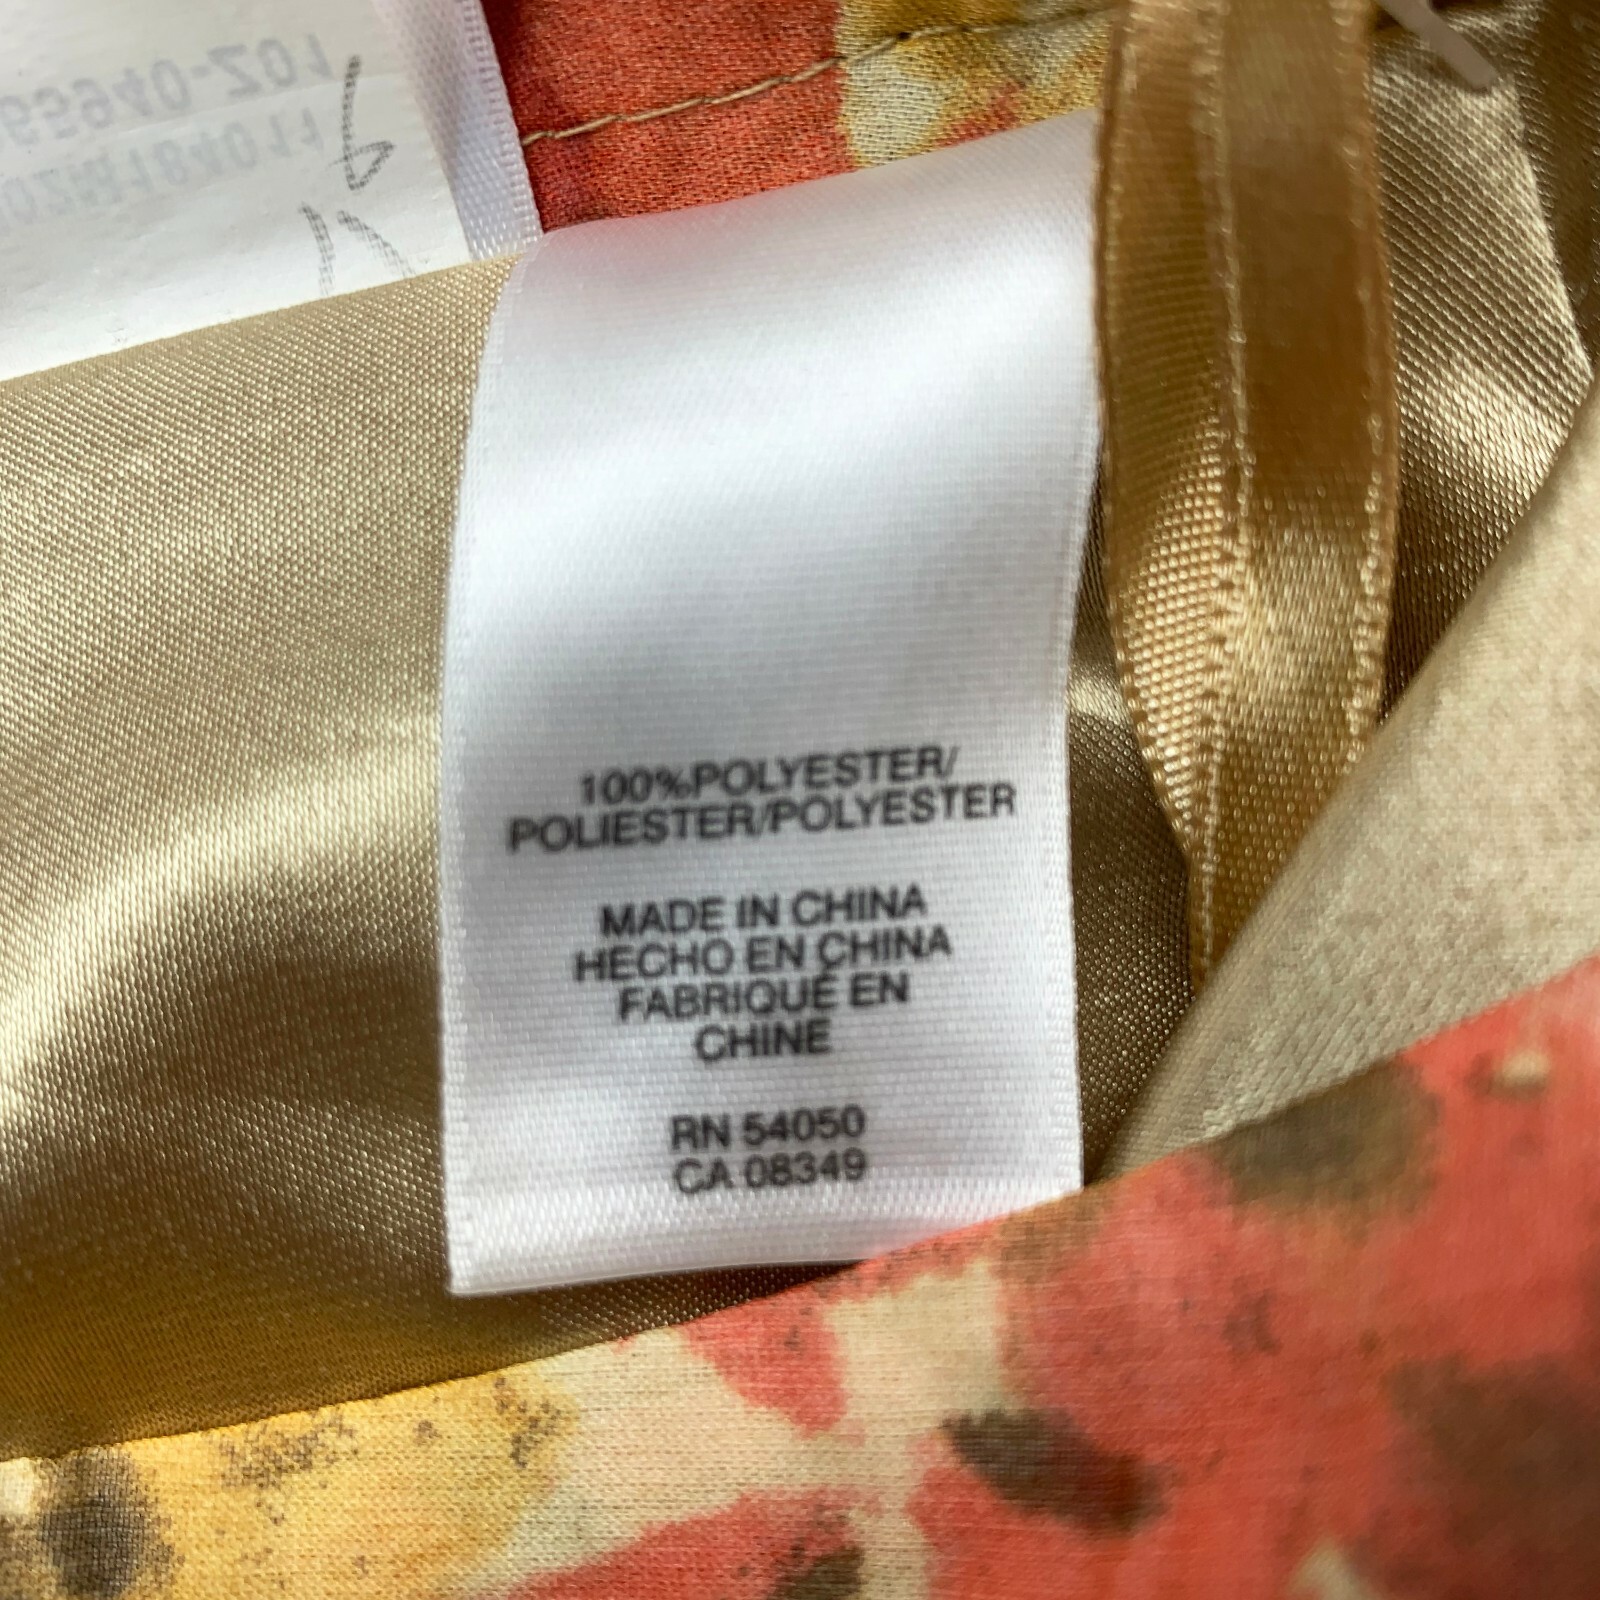 100%POLYESTER/
POLIESTER/POLYESTER
MADE IN CHINA
HECHO EN CHINA
FABRIQUÉ EN
CHINE
RN 54050
CA 08349